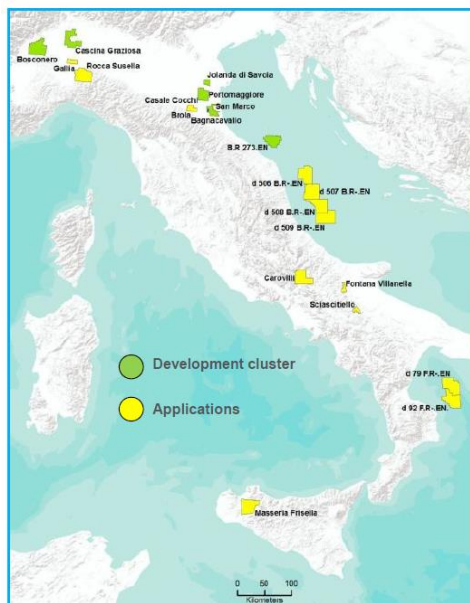 Cascina Graziosa
Bosconero
Gallia
Rocca Susella
Jolanda di Savoia
Casale Cocchi
Portomaggiore
San Marco
Brola
Bagnacavallo
B.R 273.EN
d 506 B.R-.EN
d 507 B.R-.EN
d 508 B.R-.EN
d 509 B.R-.EN
Carovilli
Fontana Villanella
Sciascitiello
Development cluster
d 79 F.R-.EN
Applications
d 92 F.R-.EN.
Masseria Frisella
0 50 100
Kilometers